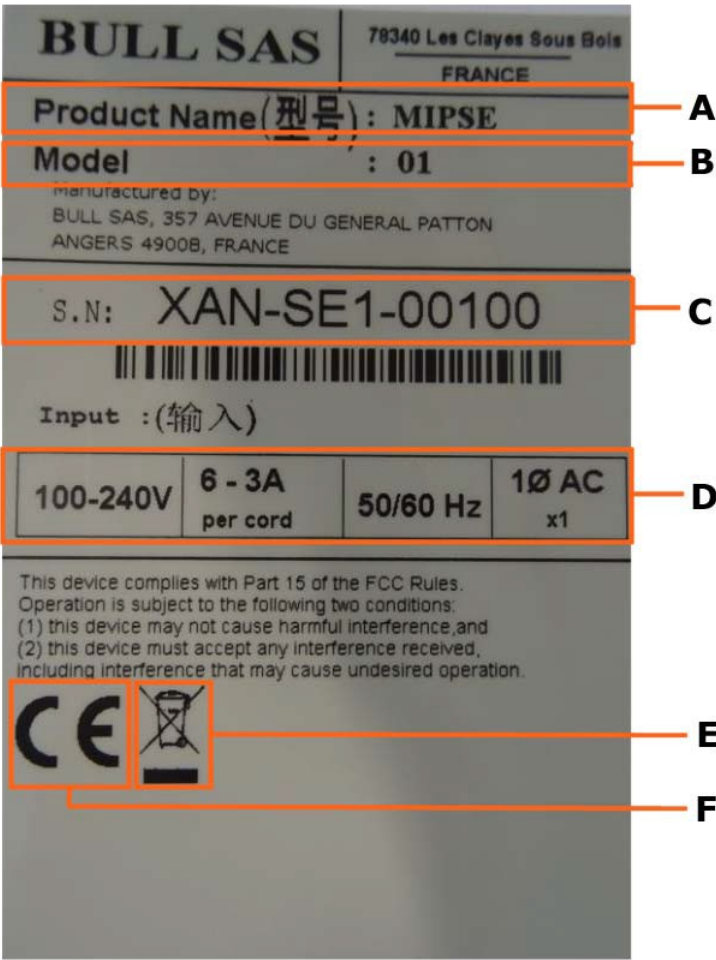 BULL SAS
78340 Les Clayes Sous Bois
FRANCE
Product Name(型号): MIPSE
A
Model : 01
B
Manufactured by:
BULL SAS, 357 AVENUE DU GENERAL PATTON
ANGERS 49008, FRANCE
S.N: XAN-SE1-00100
C
Input :(输入)
100-240V
6 - 3A
per cord
50/60 Hz
1Ø AC
x1
D
This device complies with Part 15 of the FCC Rules.
Operation is subject to the following two conditions:
(1) this device may not cause harmful interference,and
(2) this device must accept any interference received,
including interference that may cause undesired operation.
CE
E
F